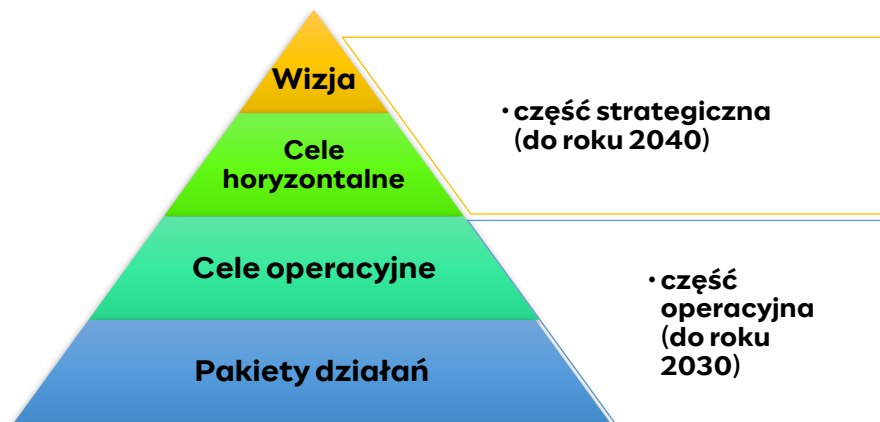 Wizja
Cele
horyzontalne
Cele operacyjne
Pakiety działań
• część strategiczna
(do roku 2040)
• część
operacyjna
(do roku
2030)